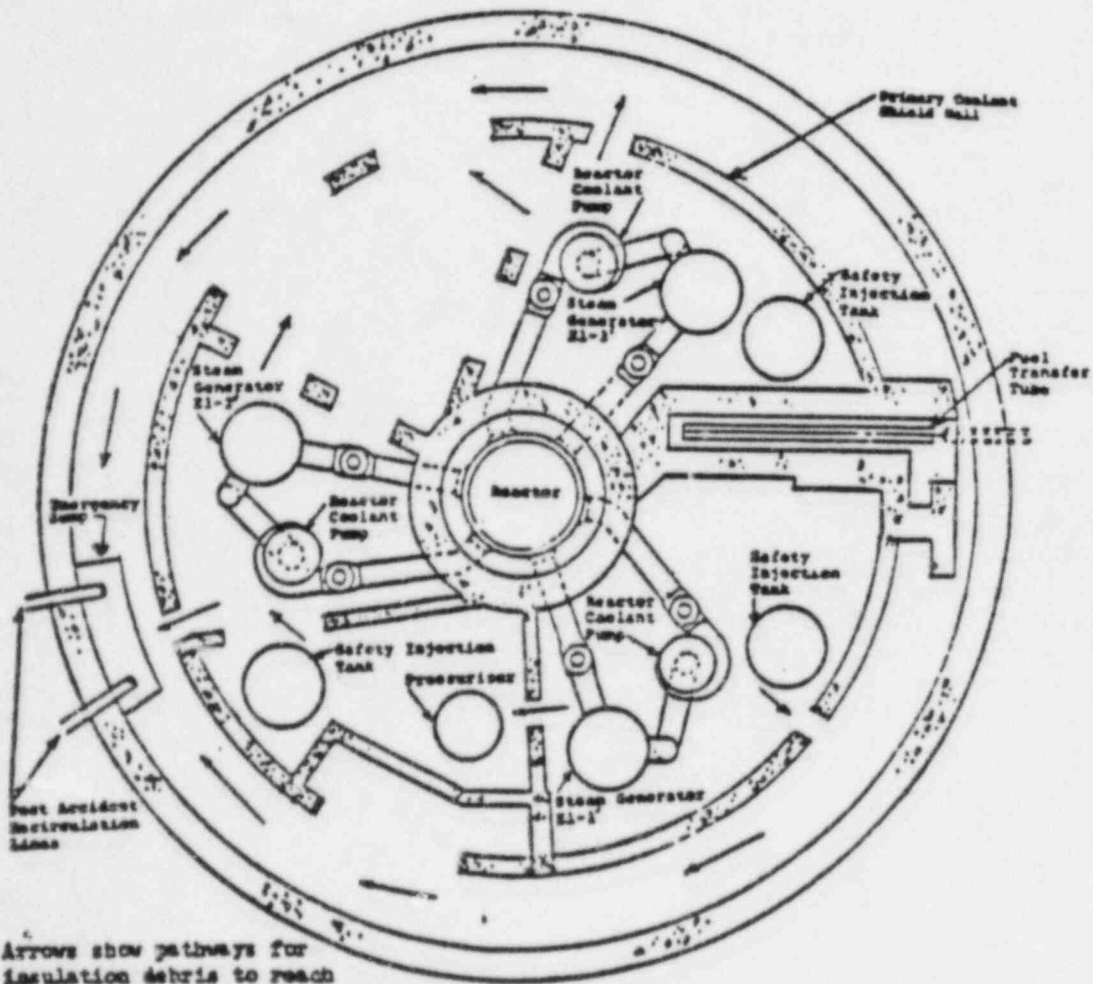 Primary Coolant
Shield Wall
Reactor
Coolant
Pump
Safety
Injection
Tank
Steam
Generator
Fuel
Transfer
Tube
Steam
Generator
Reactor
Reactor
Coolant
Pump
Emergency
Sump
Safety
Injection
Tank
Reactor
Coolant
Pump
Safety Injection
Tank
Pressurizer
Steam Generator
Post Accident
Recirculation
Lines
Arrows show pathways for
insulation debris to reach